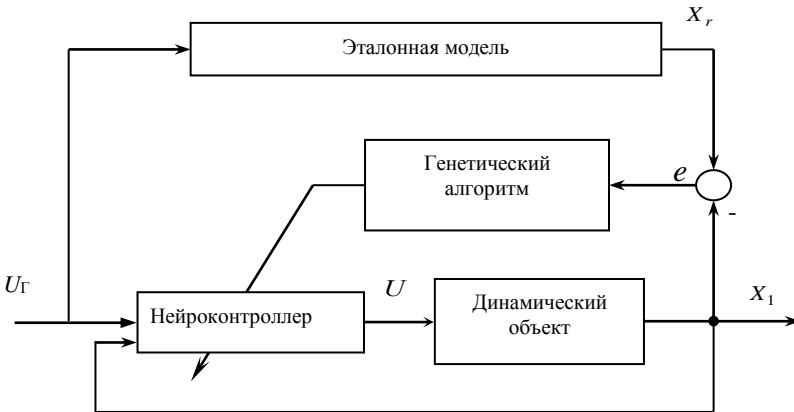 X_r
Эталонная модель
Генетический
алгоритм
e
-
U_Г
Нейроконтроллер
U
Динамический
объект
X_1